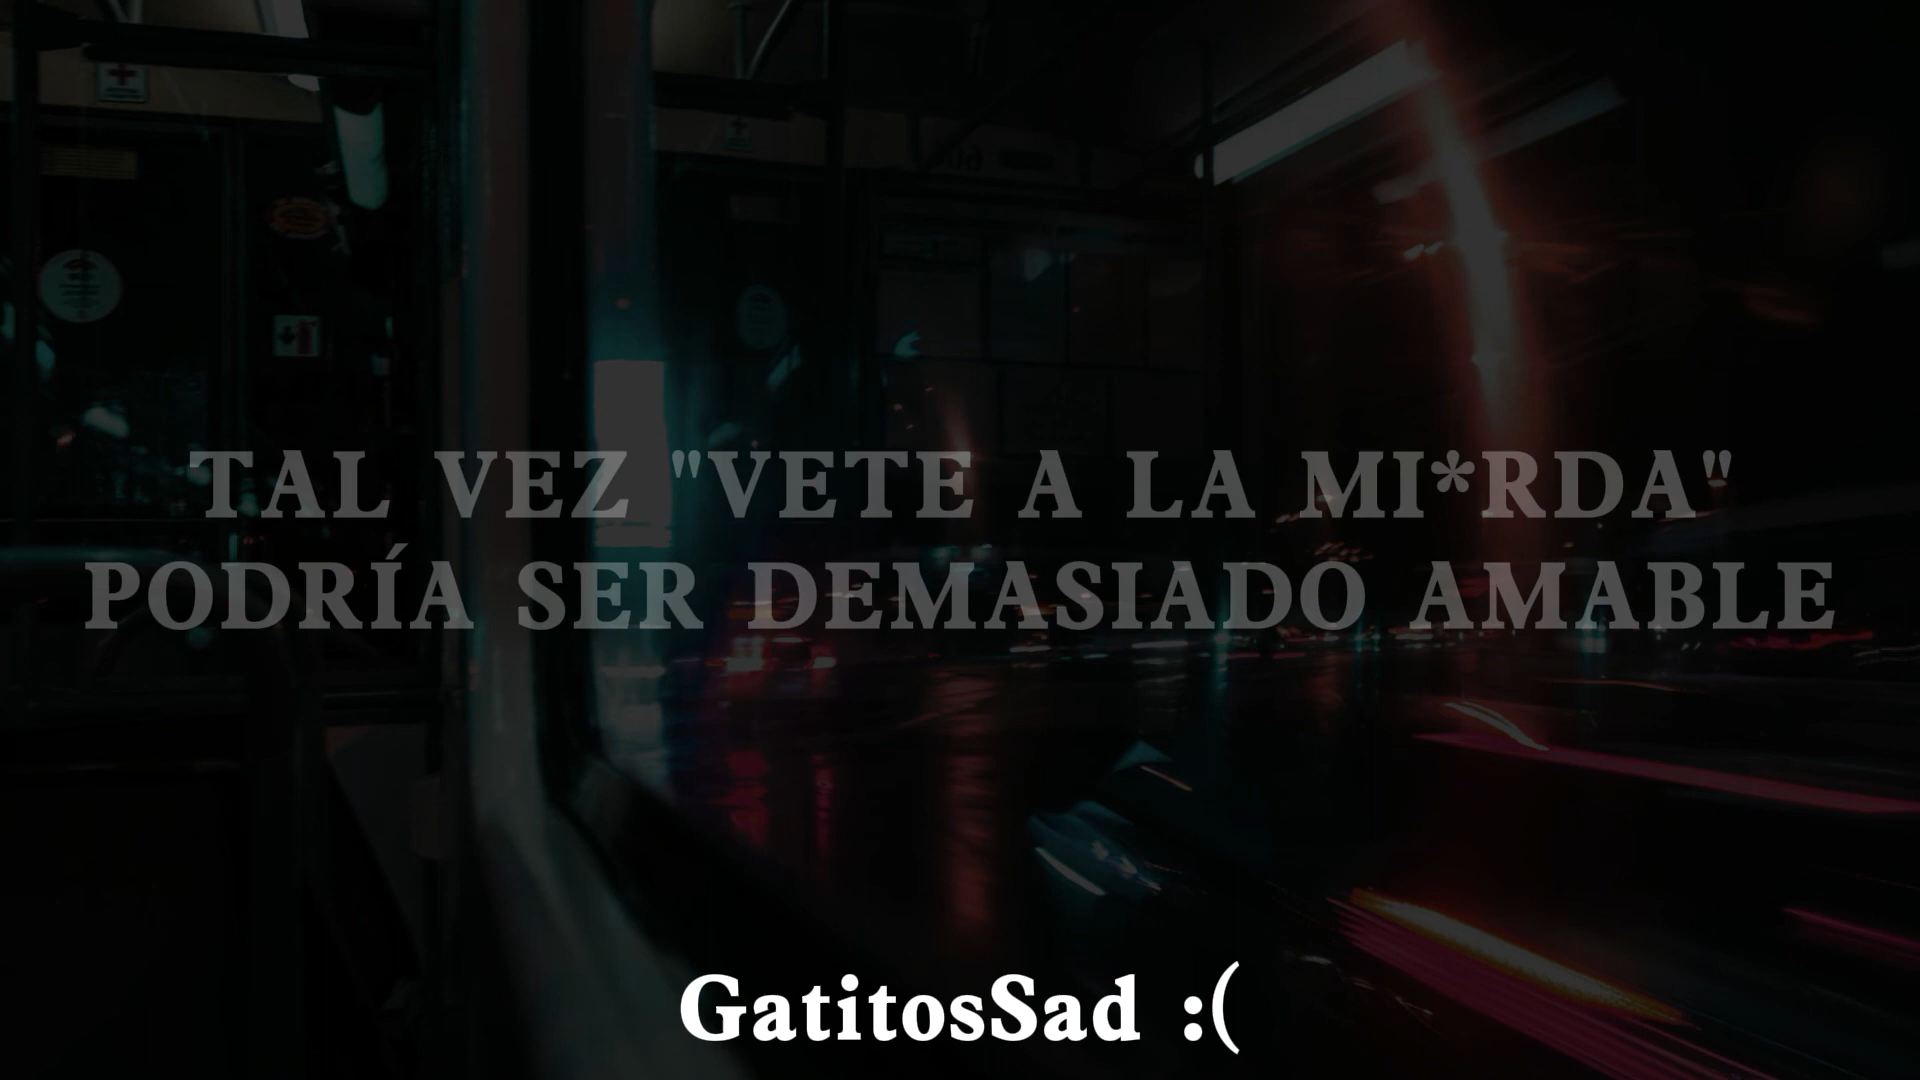 TAL VEZ "VETE A LA MI*RDA"
PODRÍA SER DEMASIADO AMABLE
GatitosSad :(